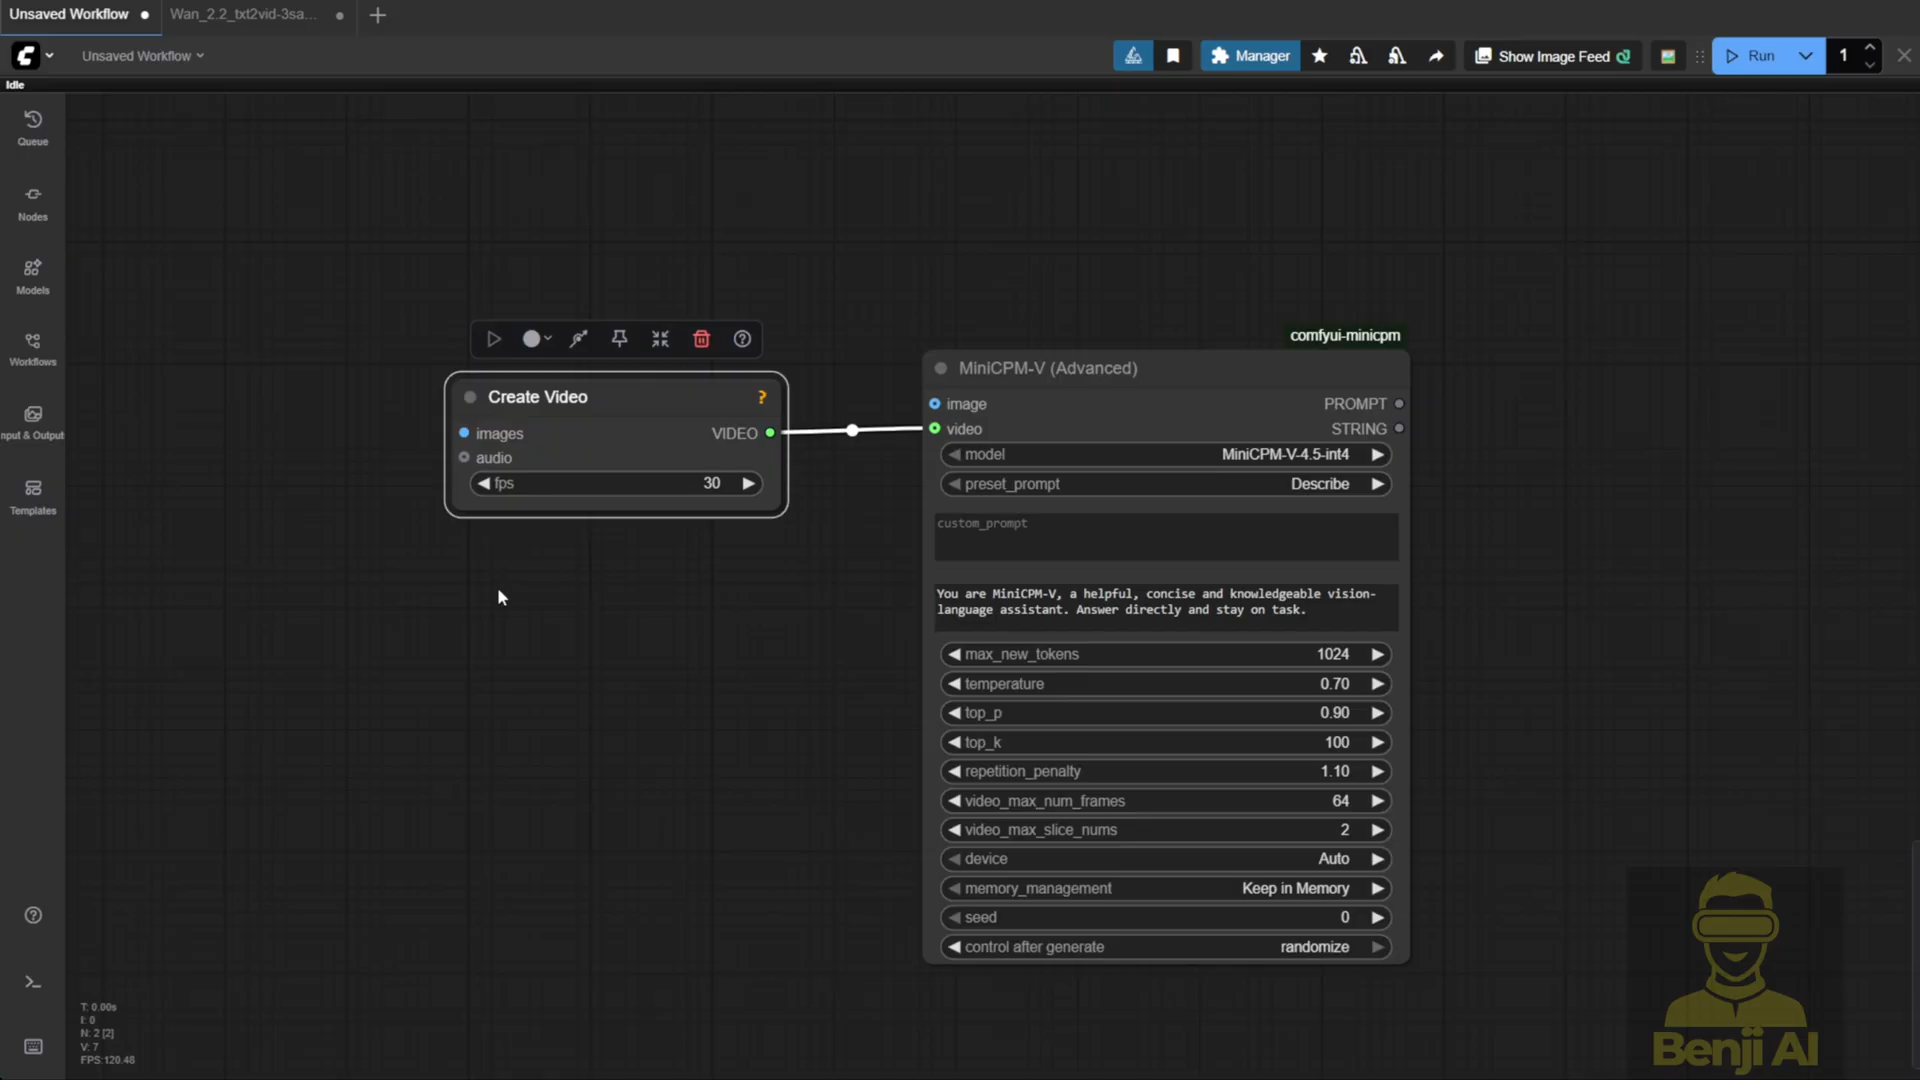 Unsaved Workflow
Wan_2.2_txt2vid-3sa...
Unsaved Workflow
Manager
Show Image Feed
Run
1
Idle
Queue
Nodes
Models
Workflows
nput & Output
Templates
Create Video ?
images VIDEO
audio
fps 30
comfyui-minicpm
MiniCPM-V (Advanced)
image PROMPT
video STRING
model MiniCPM-V-4.5-int4
preset_prompt Describe
custom_prompt
You are MiniCPM-V, a helpful, concise and knowledgeable vision-
language assistant. Answer directly and stay on task.
max_new_tokens 1024
temperature 0.70
top_p 0.90
top_k 100
repetition_penalty 1.10
video_max_num_frames 64
video_max_slice_nums 2
device Auto
memory_management Keep in Memory
seed 0
control after generate randomize
T: 0.00s
I: 0
N: 2 [2]
V: 7
FPS:120.48
Benji AI